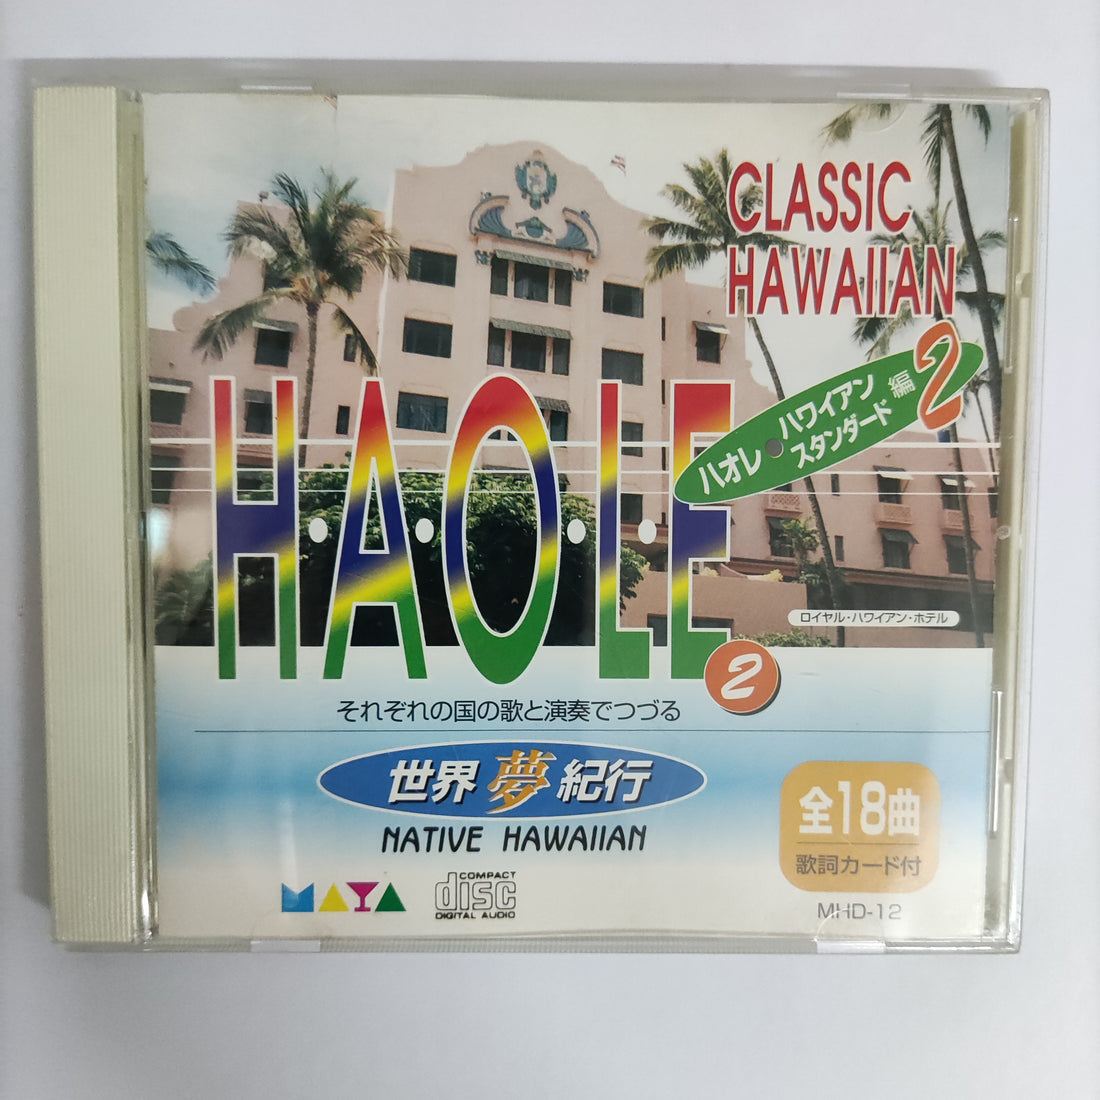 CLASSIC
HAWAIIAN
2
ハオレ・ハワイアン
スタンダード編
H・A・O・L・E
ロイヤル・ハワイアン・ホテル
2
それぞれの国の歌と演奏でつづる
世界夢紀行
NATIVE HAWAIIAN
全18曲
歌詞カード付
MAYA
COMPACT
disc
DIGITAL AUDIO
MHD-12